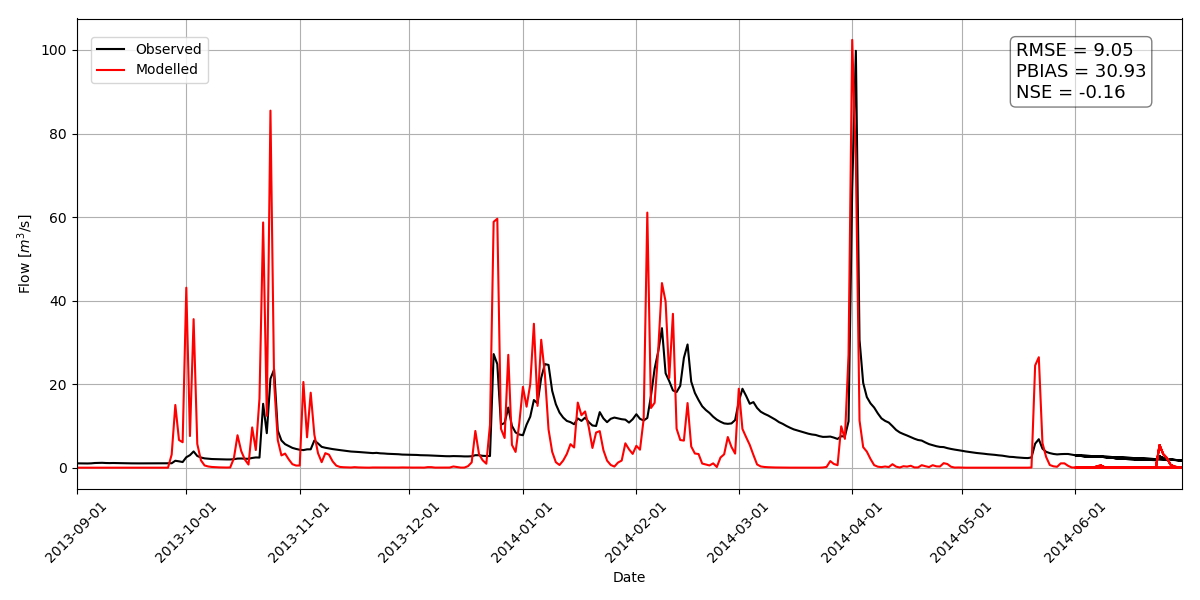 Observed
Modelled
RMSE = 9.05
PBIAS = 30.93
NSE = -0.16
Flow [m³/s]
100
80
60
40
20
0
2013-09-01
2013-10-01
2013-11-01
2013-12-01
2014-01-01
2014-02-01
2014-03-01
2014-04-01
2014-05-01
2014-06-01
Date